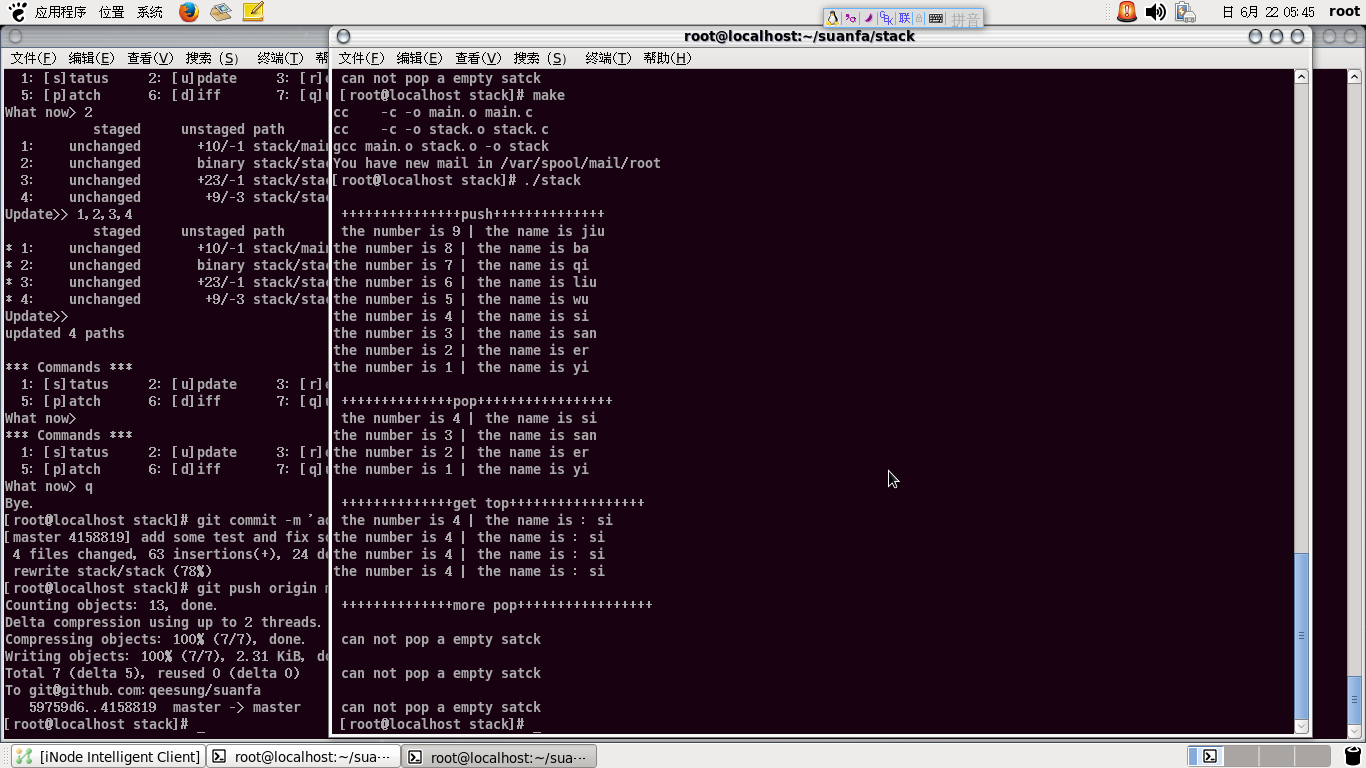 应用程序 位置 系统
联 拼音
日 6月 22 05:45 root
root@localhost:~/suanfa/stack
文件(F) 编辑(E) 查看(V) 搜索 (S) 终端(T) 帮
1: [s]tatus 2: [u]pdate 3: [r]
5: [p]atch 6: [d]iff 7: [q]
What now> 2
staged unstaged path
1: unchanged +10/-1 stack/mai
2: unchanged binary stack/sta
3: unchanged +23/-1 stack/sta
4: unchanged +9/-3 stack/sta
Update>> 1,2,3,4
staged unstaged path
* 1: unchanged +10/-1 stack/mai
* 2: unchanged binary stack/sta
* 3: unchanged +23/-1 stack/sta
* 4: unchanged +9/-3 stack/sta
Update>>
updated 4 paths
*** Commands ***
1: [s]tatus 2: [u]pdate 3: [r]
5: [p]atch 6: [d]iff 7: [q]
What now>
*** Commands ***
1: [s]tatus 2: [u]pdate 3: [r]
5: [p]atch 6: [d]iff 7: [q]
What now> q
Bye.
[root@localhost stack]# git commit -m 'ad
[master 4158819] add some test and fix so
4 files changed, 63 insertions(+), 24 de
rewrite stack/stack (78%)
[root@localhost stack]# git push origin m
Counting objects: 13, done.
Delta compression using up to 2 threads.
Compressing objects: 100% (7/7), done.
Writing objects: 100% (7/7), 2.31 KiB, do
Total 7 (delta 5), reused 0 (delta 0)
To git@github.com:qeesung/suanfa
59759d6..4158819 master -> master
[root@localhost stack]# _
文件(F) 编辑(E) 查看(V) 搜索 (S) 终端(T) 帮助(H)
can not pop a empty satck
[root@localhost stack]# make
cc -c -o main.o main.c
cc -c -o stack.o stack.c
gcc main.o stack.o -o stack
You have new mail in /var/spool/mail/root
[root@localhost stack]# ./stack
+++++++++++++++push++++++++++++++
the number is 9 | the name is jiu
the number is 8 | the name is ba
the number is 7 | the name is qi
the number is 6 | the name is liu
the number is 5 | the name is wu
the number is 4 | the name is si
the number is 3 | the name is san
the number is 2 | the name is er
the number is 1 | the name is yi
++++++++++++++pop+++++++++++++++++
the number is 4 | the name is si
the number is 3 | the name is san
the number is 2 | the name is er
the number is 1 | the name is yi
++++++++++++++get top+++++++++++++++++
the number is 4 | the name is : si
the number is 4 | the name is : si
the number is 4 | the name is : si
the number is 4 | the name is : si
++++++++++++++more pop+++++++++++++++++
can not pop a empty satck
can not pop a empty satck
can not pop a empty satck
[root@localhost stack]# _
[iNode Intelligent Client]
root@localhost:~/sua···
root@localhost:~/sua···